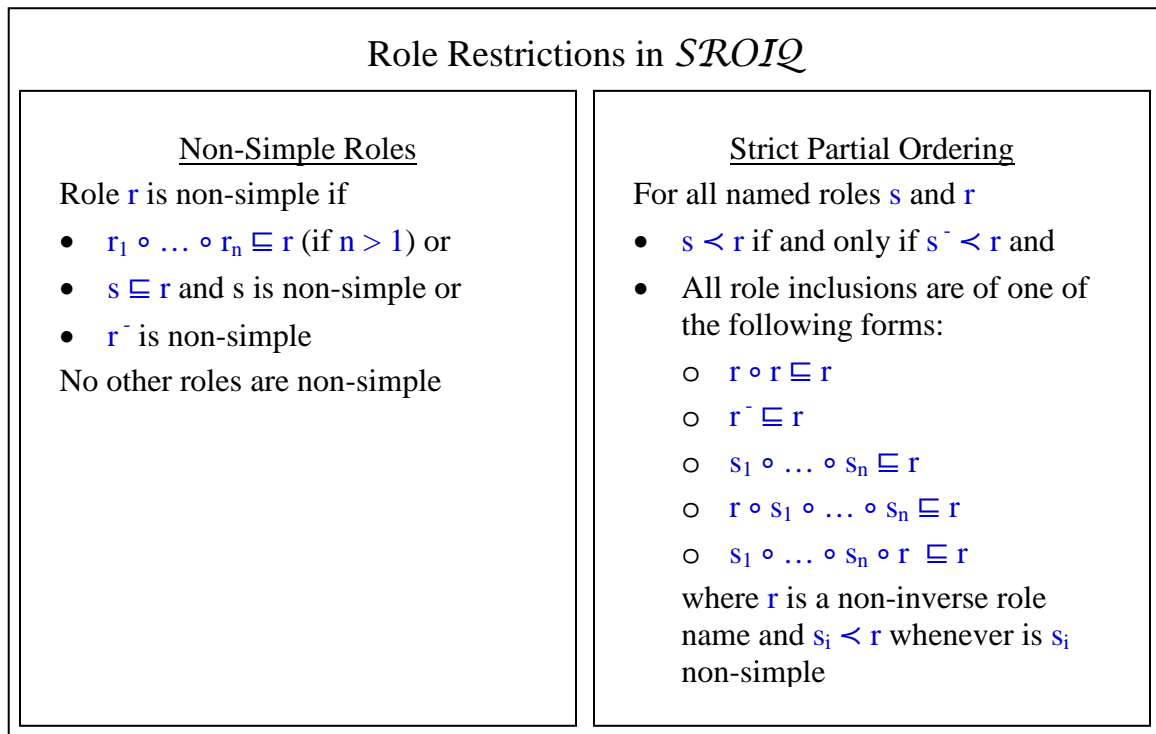 Role Restrictions in 𝒮ℛ𝒪ℐ𝒬
Non-Simple Roles
Role r is non-simple if
• r₁ ∘ … ∘ rₙ ⊑ r (if n > 1) or
• s ⊑ r and s is non-simple or
• r⁻ is non-simple
No other roles are non-simple
Strict Partial Ordering
For all named roles s and r
• s ≺ r if and only if s⁻ ≺ r and
• All role inclusions are of one of
the following forms:
o r ∘ r ⊑ r
o r⁻ ⊑ r
o s₁ ∘ … ∘ sₙ ⊑ r
o r ∘ s₁ ∘ … ∘ sₙ ⊑ r
o s₁ ∘ … ∘ sₙ ∘ r ⊑ r
where r is a non-inverse role
name and sᵢ ≺ r whenever is sᵢ
non-simple